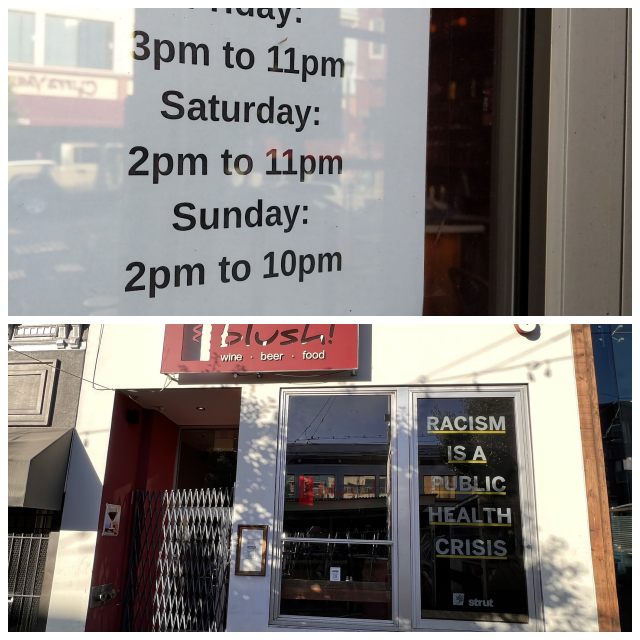 3pm to 11pm
Saturday:
2pm to 11pm
Sunday:
2pm to 10pm
blush!
wine · beer · food
RACISM
IS A
PUBLIC
HEALTH
CRISIS
strut